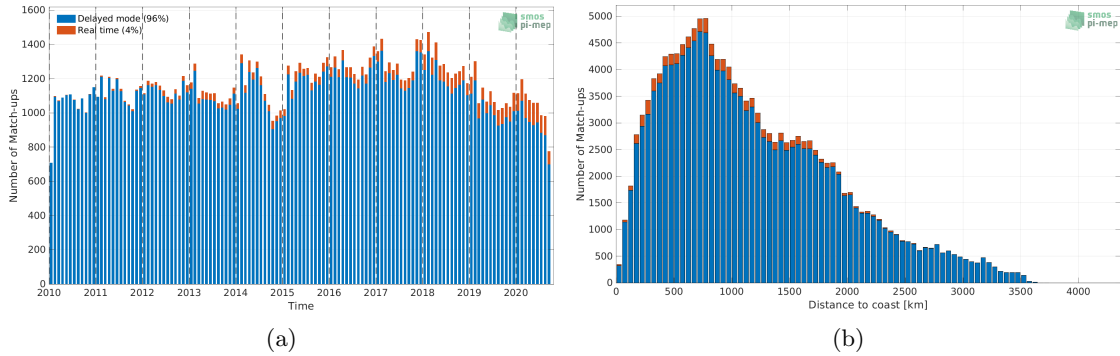 1600
1400
1200
1000
800
600
400
200
0
Number of Match-ups
Delayed mode (96%)
Real time (4%)
smos
pi-mep
2010 2011 2012 2013 2014 2015 2016 2017 2018 2019 2020
Time
(a)
5000
4500
4000
3500
3000
2500
2000
1500
1000
500
0
Number of Match-ups
smos
pi-mep
0 500 1000 1500 2000 2500 3000 3500 4000
Distance to coast [km]
(b)